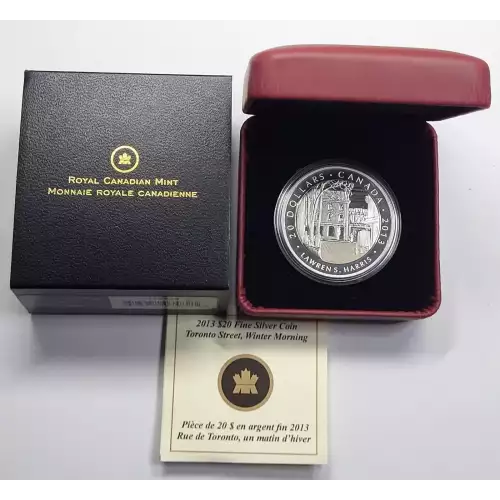 ROYAL CANADIAN MINT
MONNAIE ROYALE CANADIENNE
20 DOLLARS • CANADA • 2013
• LAWREN S. HARRIS •
2013 $20 Fine Silver Coin
Toronto Street, Winter Morning
Pièce de 20 $ en argent fin 2013
Rue de Toronto, un matin d'hiver